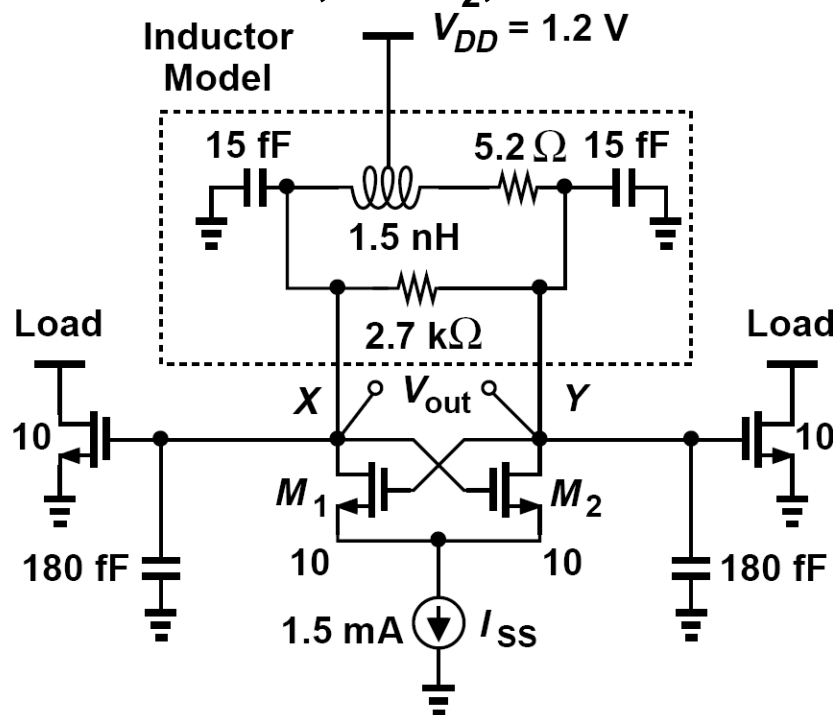 Inductor
Model
V_DD = 1.2 V
15 fF
5.2 Ω
15 fF
1.5 nH
2.7 kΩ
Load
Load
X
V_out
Y
10
10
M_1
M_2
180 fF
10
10
180 fF
1.5 mA
I_SS